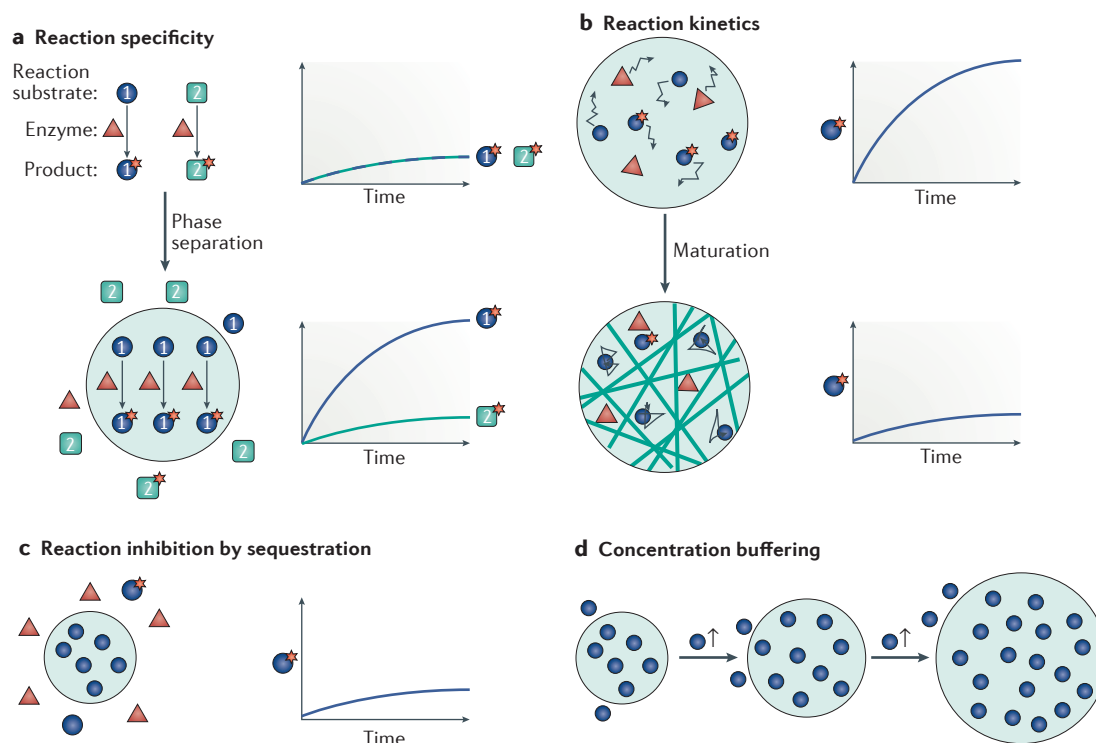 a Reaction specificity
Reaction
substrate:
1
2
Enzyme:
Product:
1
2
Time
1
2
Phase
separation
2
2
1
1
1
1
1
1
1
2
2
2
Time
1
2
b Reaction kinetics
Time
Maturation
Time
c Reaction inhibition by sequestration
Time
d Concentration buffering
↑
↑